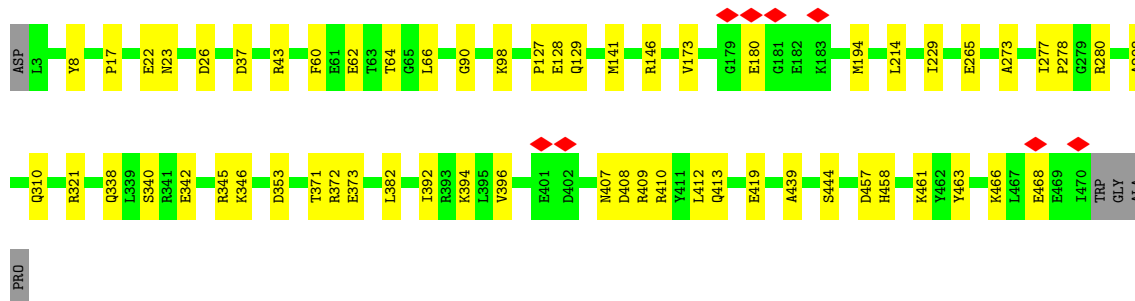 ASP L3 Y8 P17 E22 N23 D26 D37 R43 F60 E61 E62 T63 T64 G65 L66 G90 K98 P127 E128 Q129 M141 R146 V173 G179 E180 G181 E182 K183 M194 L214 I229 E265 A273 I277 P278 G279 R280
Q310 R321 Q338 L339 S340 R341 E342 R345 K346 D353 T371 R372 E373 L382 I392 R393 K394 L395 V396 E401 D402 N407 D408 R409 R410 Y411 L412 Q413 E419 A439 S444 D457 H458 K461 Y462 Y463 K466 L467 E468 E469 I470 TRP GLY ALA
PRO